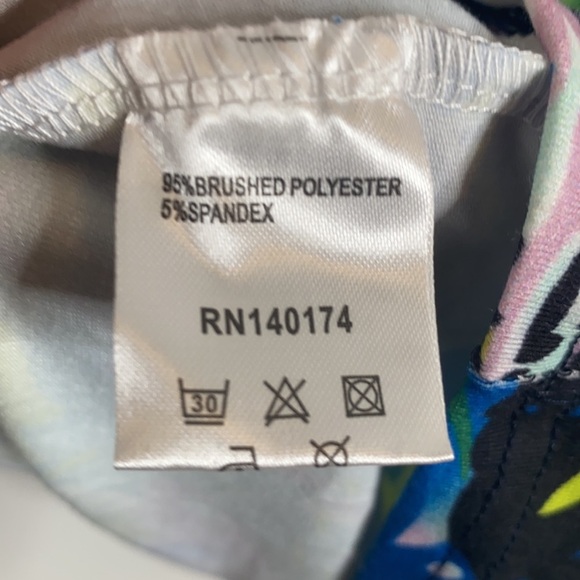 95%BRUSHED POLYESTER
5%SPANDEX
RN140174
30